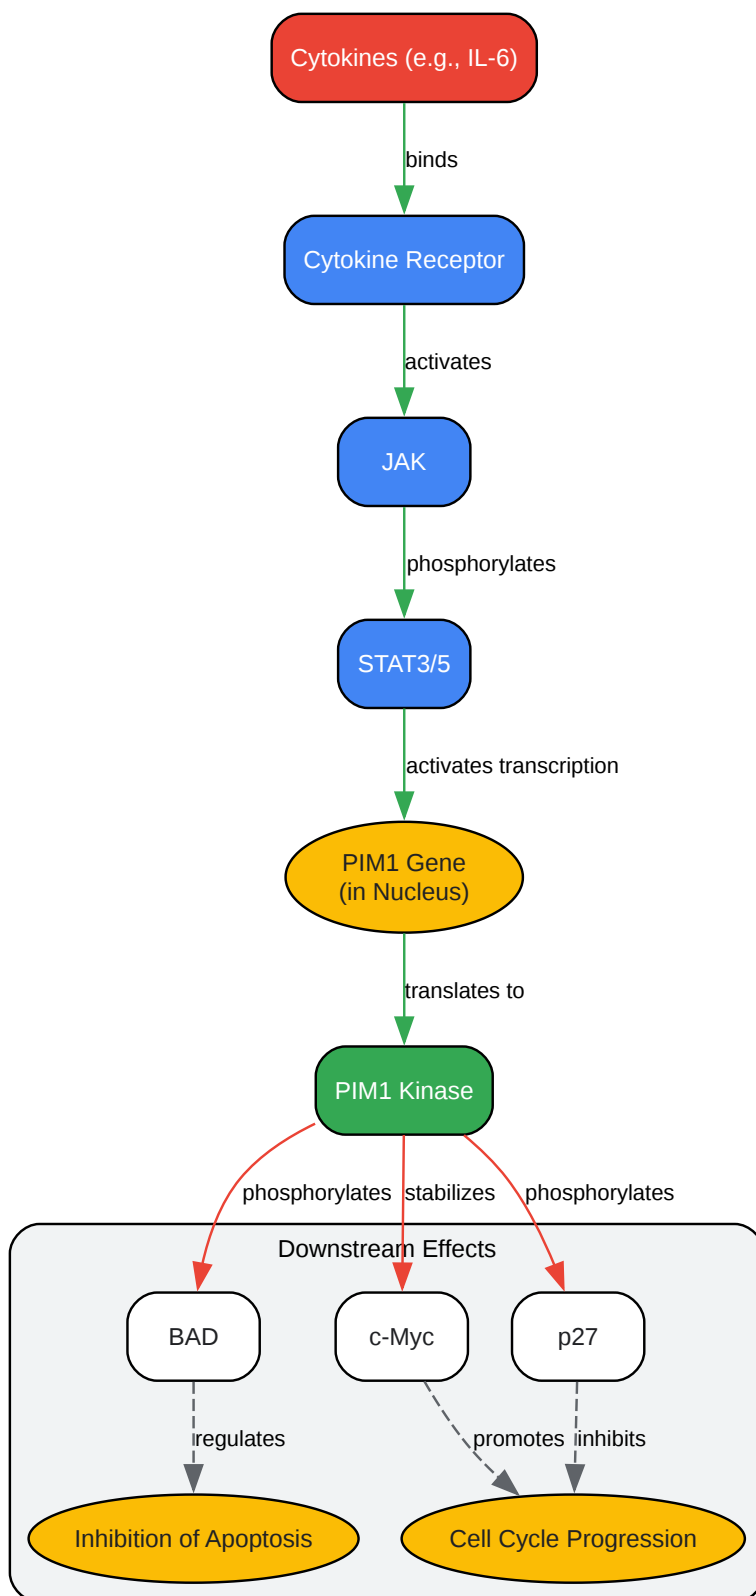 Cytokines (e.g., IL-6)
binds
Cytokine Receptor
activates
JAK
phosphorylates
STAT3/5
activates transcription
PIM1 Gene
(in Nucleus)
translates to
PIM1 Kinase
phosphorylates
stabilizes
phosphorylates
Downstream Effects
BAD
c-Myc
p27
regulates
promotes
inhibits
Inhibition of Apoptosis
Cell Cycle Progression